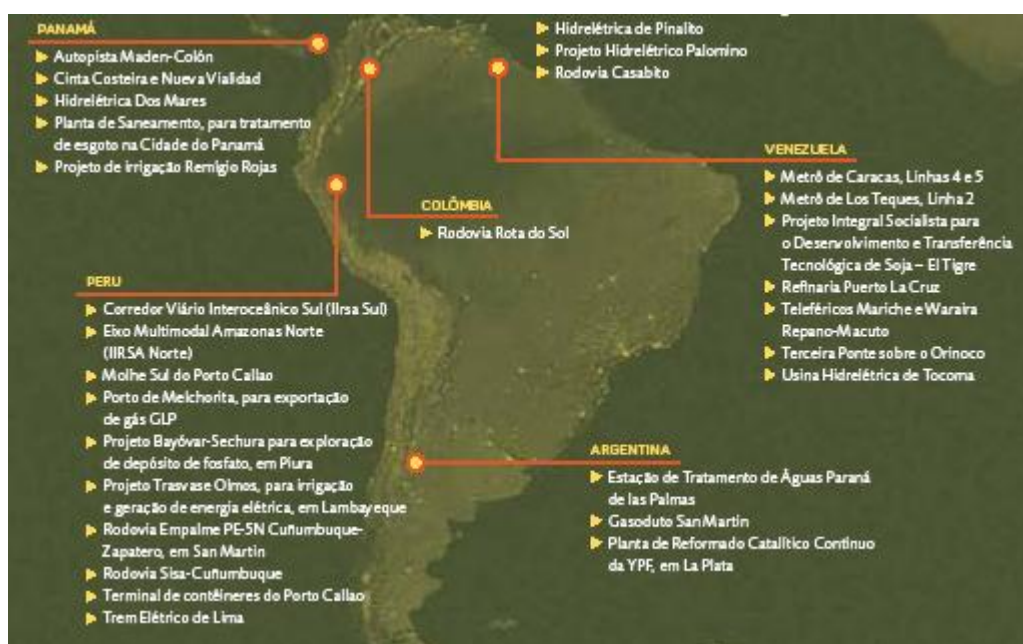 PANAMÁ
Autopista Maden-Colón
Cinta Costeira e Nueva Vialidad
Hidrelétrica Dos Mares
Planta de Saneamento, para tratamento
de esgoto na Cidade do Panamá
Projeto de irrigação Remigio Rojas
Hidrelétrica de Pinalito
Projeto Hidrelétrico Palomino
Rodovia Casabito
VENEZUELA
Metrô de Caracas, Linhas 4 e 5
Metrô de Los Teques, Linha 2
Projeto Integral Socialista para
o Desenvolvimento e Transferência
Tecnológica de Soja – El Tigre
Refinaria Puerto La Cruz
Teleféricos Mariche e Waraira
Repano-Macuto
Terceira Ponte sobre o Orinoco
Usina Hidrelétrica de Tocoma
COLÔMBIA
Rodovia Rota do Sol
PERU
Corredor Viário Interoceânico Sul (Iirsa Sul)
Eixo Multimodal Amazonas Norte
(IIRSA Norte)
Molhe Sul do Porto Callao
Porto de Melchorita, para exportação
de gás GLP
Projeto Bayóvar-Sechura para exploração
de depósito de fosfato, em Piura
Projeto Trasvase Olmos, para irrigação
e geração de energia elétrica, em Lambayeque
Rodovia Empalme PE-5N Cuñumbuque-
Zapatero, em San Martin
Rodovia Sisa-Cuñumbuque
Terminal de contêineres do Porto Callao
Trem Elétrico de Lima
ARGENTINA
Estação de Tratamento de Águas Paraná
de las Palmas
Gasoduto San Martin
Planta de Reformado Catalítico Continuo
da YPF, em La Plata